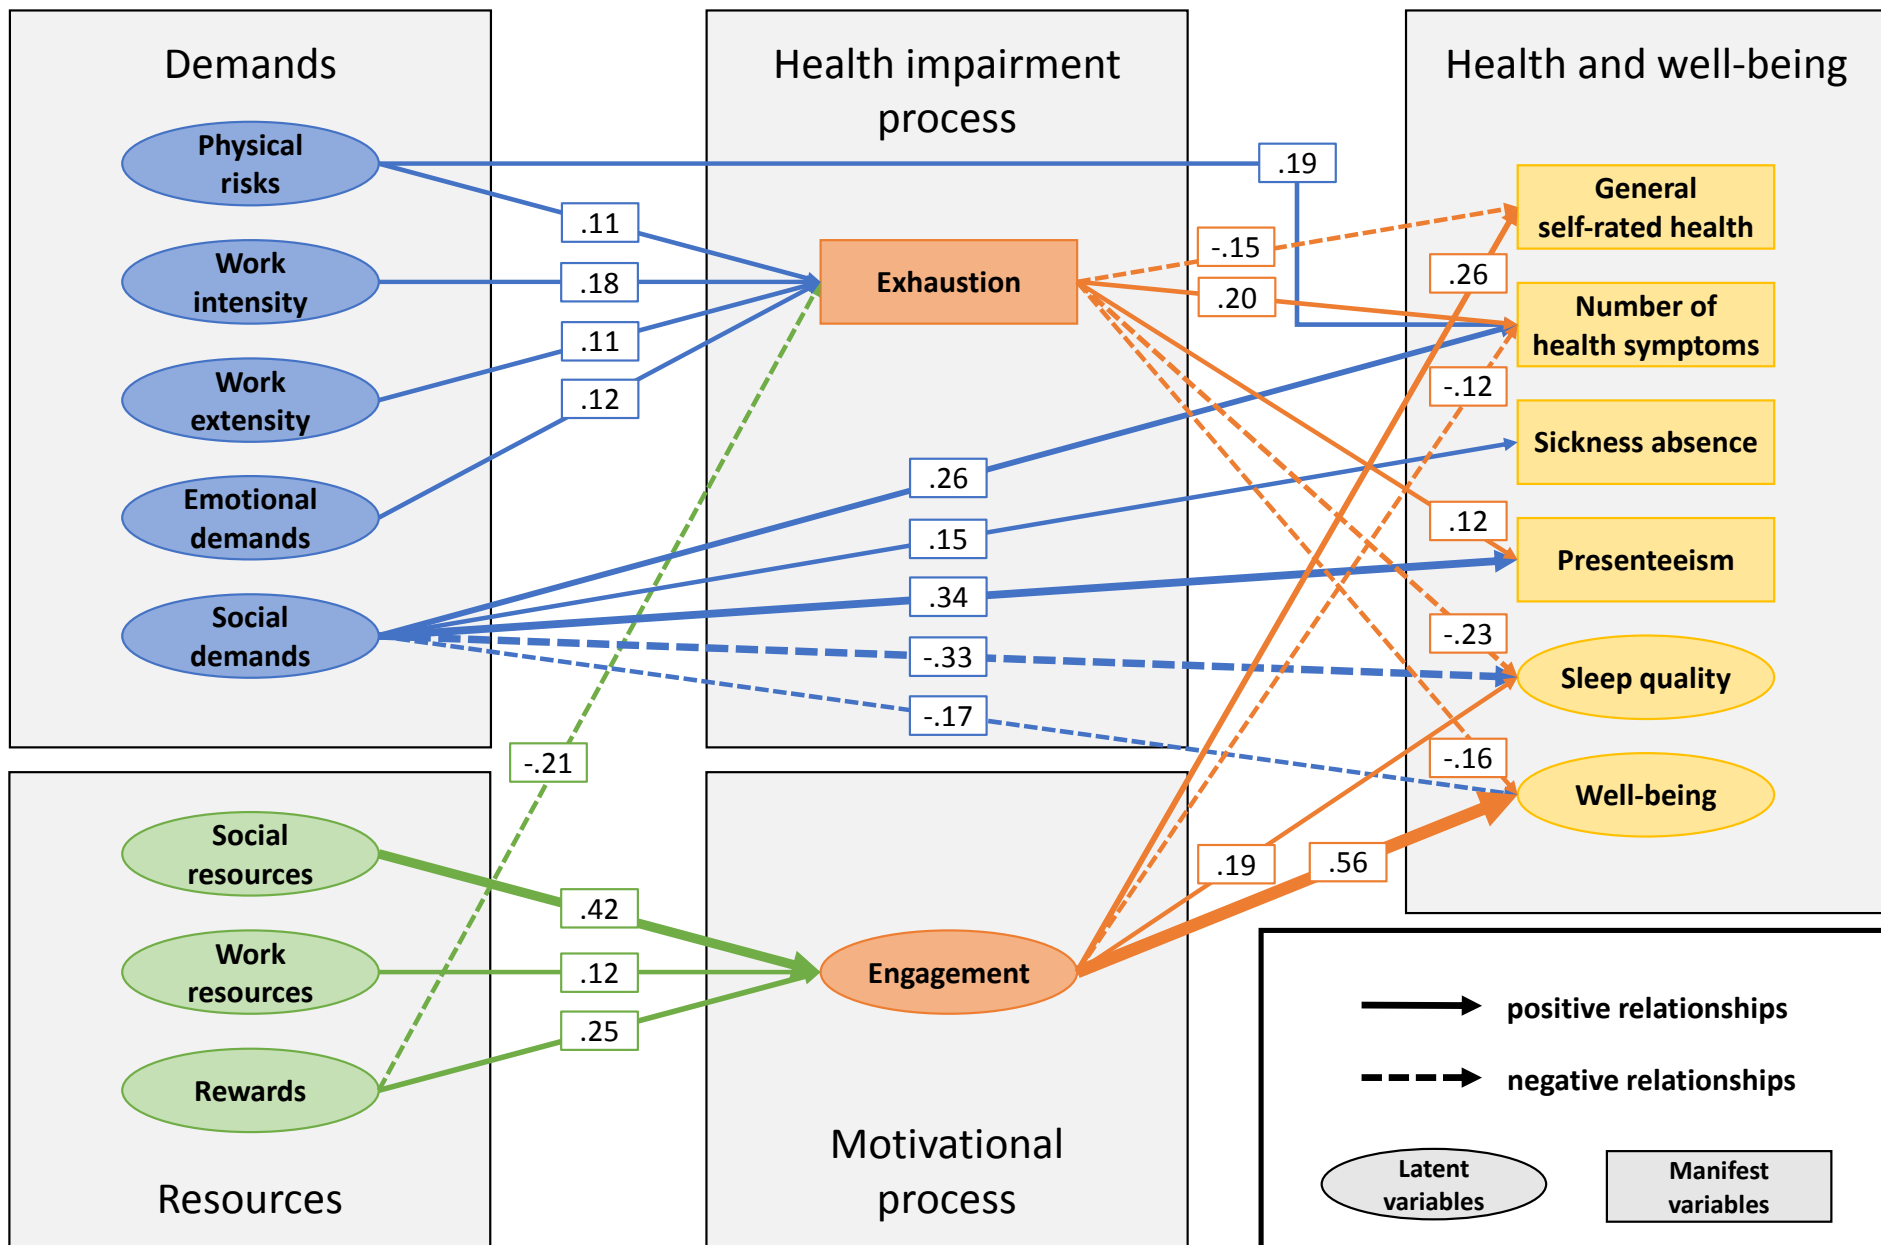 Demands
Physical
risks
Work
intensity
Work
extensity
Emotional
demands
Social
demands
Resources
Social
resources
Work
resources
Rewards
Health impairment
process
Exhaustion
Motivational
process
Engagement
Health and well-being
General
self-rated health
Number of
health symptoms
Sickness absence
Presenteeism
Sleep quality
Well-being
.11
.18
.11
.12
.19
.26
.15
.34
-.33
-.17
-.21
.42
.12
.25
-.15
.20
.26
-.12
.12
-.23
-.16
.19
.56
positive relationships
negative relationships
Latent
variables
Manifest
variables